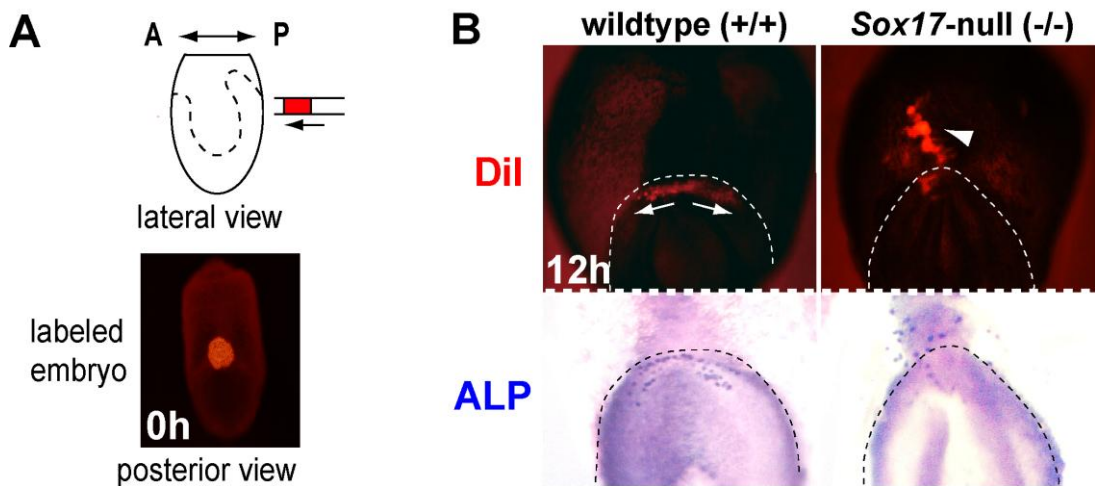 A
A P
lateral view
labeled
embryo
0h
posterior view
B
wildtype (+/+) Sox17-null (-/-)
DiI
12h
ALP